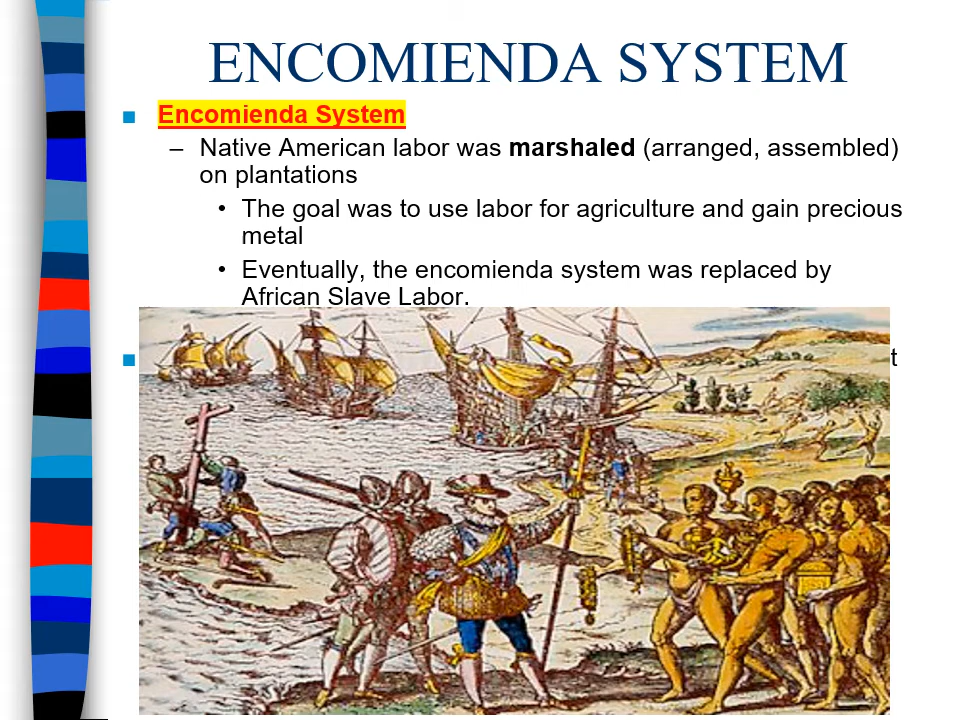 ENCOMIENDA SYSTEM
■ Encomienda System
– Native American labor was marshaled (arranged, assembled)
on plantations
• The goal was to use labor for agriculture and gain precious
metal
• Eventually, the encomienda system was replaced by
African Slave Labor.